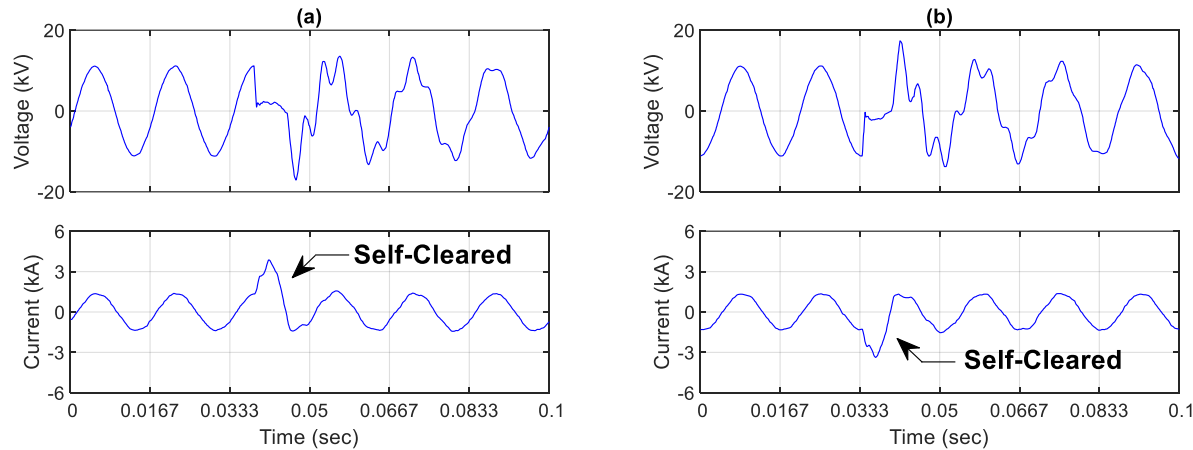 (a)
20
0
-20
Voltage (kV)
6
3
0
-3
-6
Current (kA)
Self-Cleared
0 0.0167 0.0333 0.05 0.0667 0.0833 0.1
Time (sec)
(b)
20
0
-20
Voltage (kV)
6
3
0
-3
-6
Current (kA)
Self-Cleared
0 0.0167 0.0333 0.05 0.0667 0.0833 0.1
Time (sec)